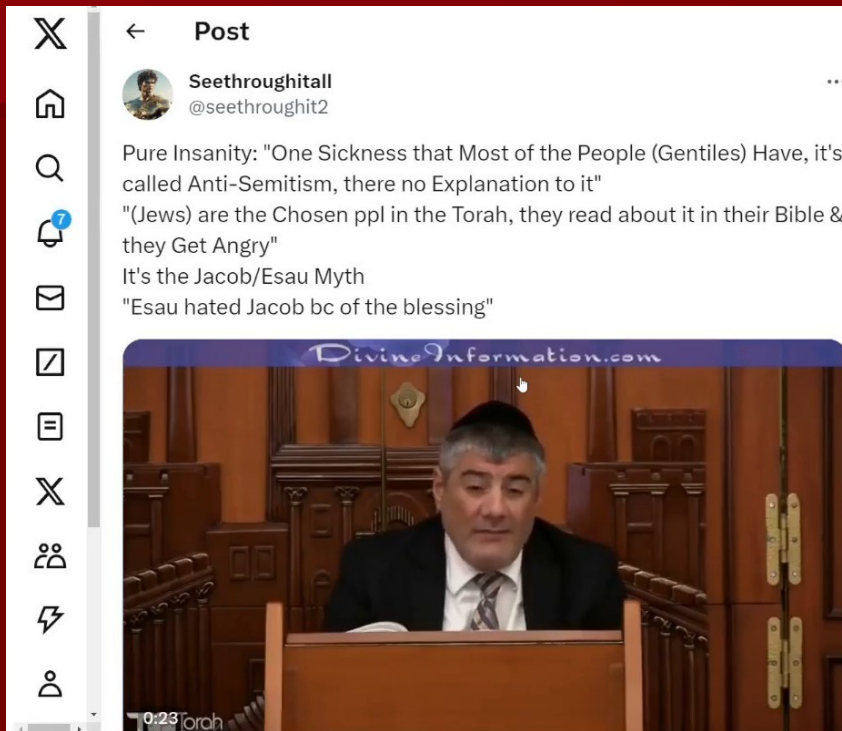 Post
Seethroughitall
@seethroughit2
Pure Insanity: "One Sickness that Most of the People (Gentiles) Have, it's
called Anti-Semitism, there no Explanation to it"
"(Jews) are the Chosen ppl in the Torah, they read about it in their Bible &
they Get Angry"
It's the Jacob/Esau Myth
"Esau hated Jacob bc of the blessing"
7
DivineInformation.com
0:23
Torah